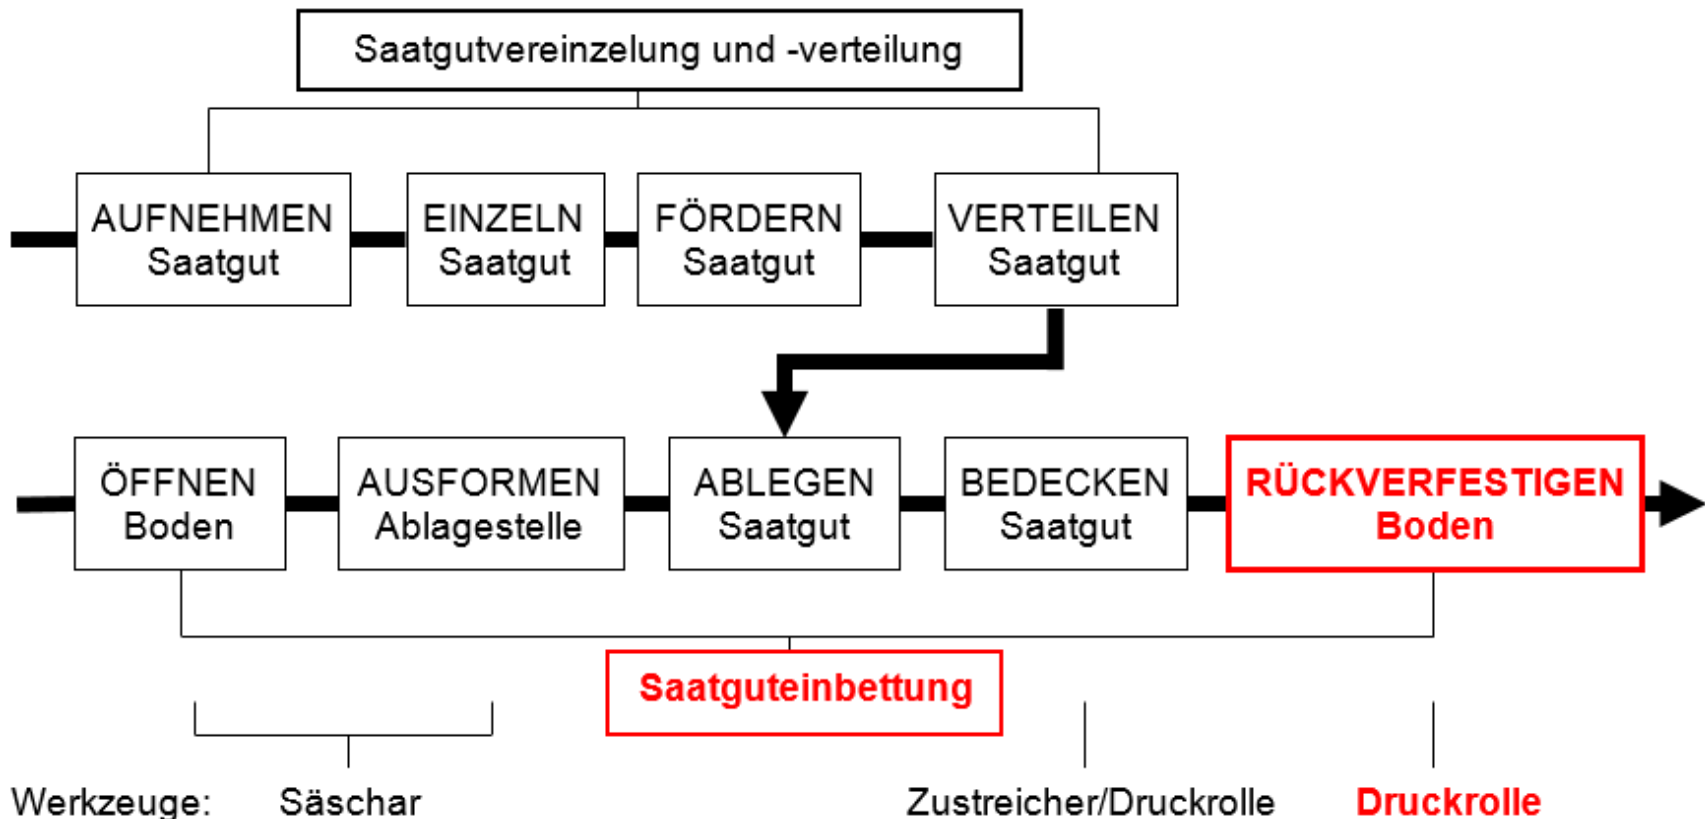 Saatgutvereinzelung und -verteilung
AUFNEHMEN
Saatgut
EINZELN
Saatgut
FÖRDERN
Saatgut
VERTEILEN
Saatgut
ÖFFNEN
Boden
AUSFORMEN
Ablagestelle
ABLEGEN
Saatgut
BEDECKEN
Saatgut
RÜCKVERFESTIGEN
Boden
Saatguteinbettung
Werkzeuge: Säschar Zustreicher/Druckrolle Druckrolle